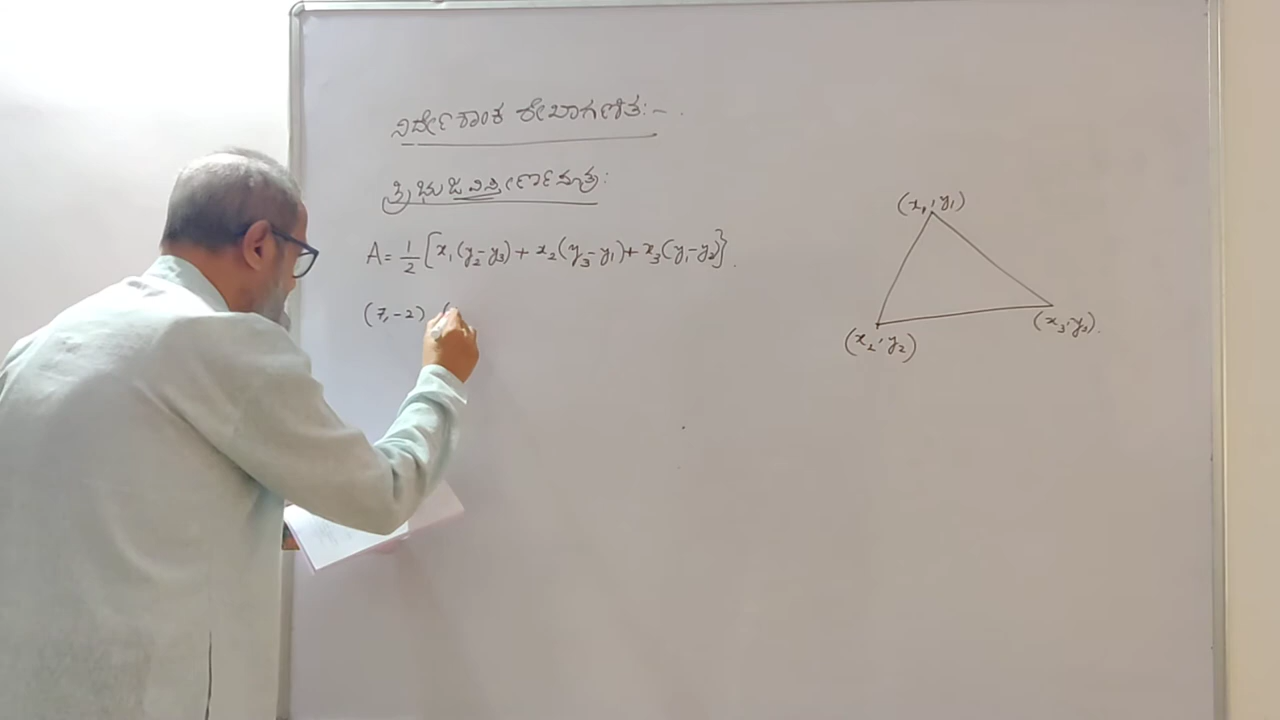 ನಿರ್ದೇಶಾಂಕ ರೇಖಾಗಣಿತ:-
ತ್ರಿಭುಜ ವಿಸ್ತೀರ್ಣ ಸೂತ್ರ:
A = 1/2 [x₁(y₂-y₃) + x₂(y₃-y₁) + x₃(y₁-y₂)}
(7,-2) (
(x₁,y₁)
(x₂,y₂)
(x₃,y₃).